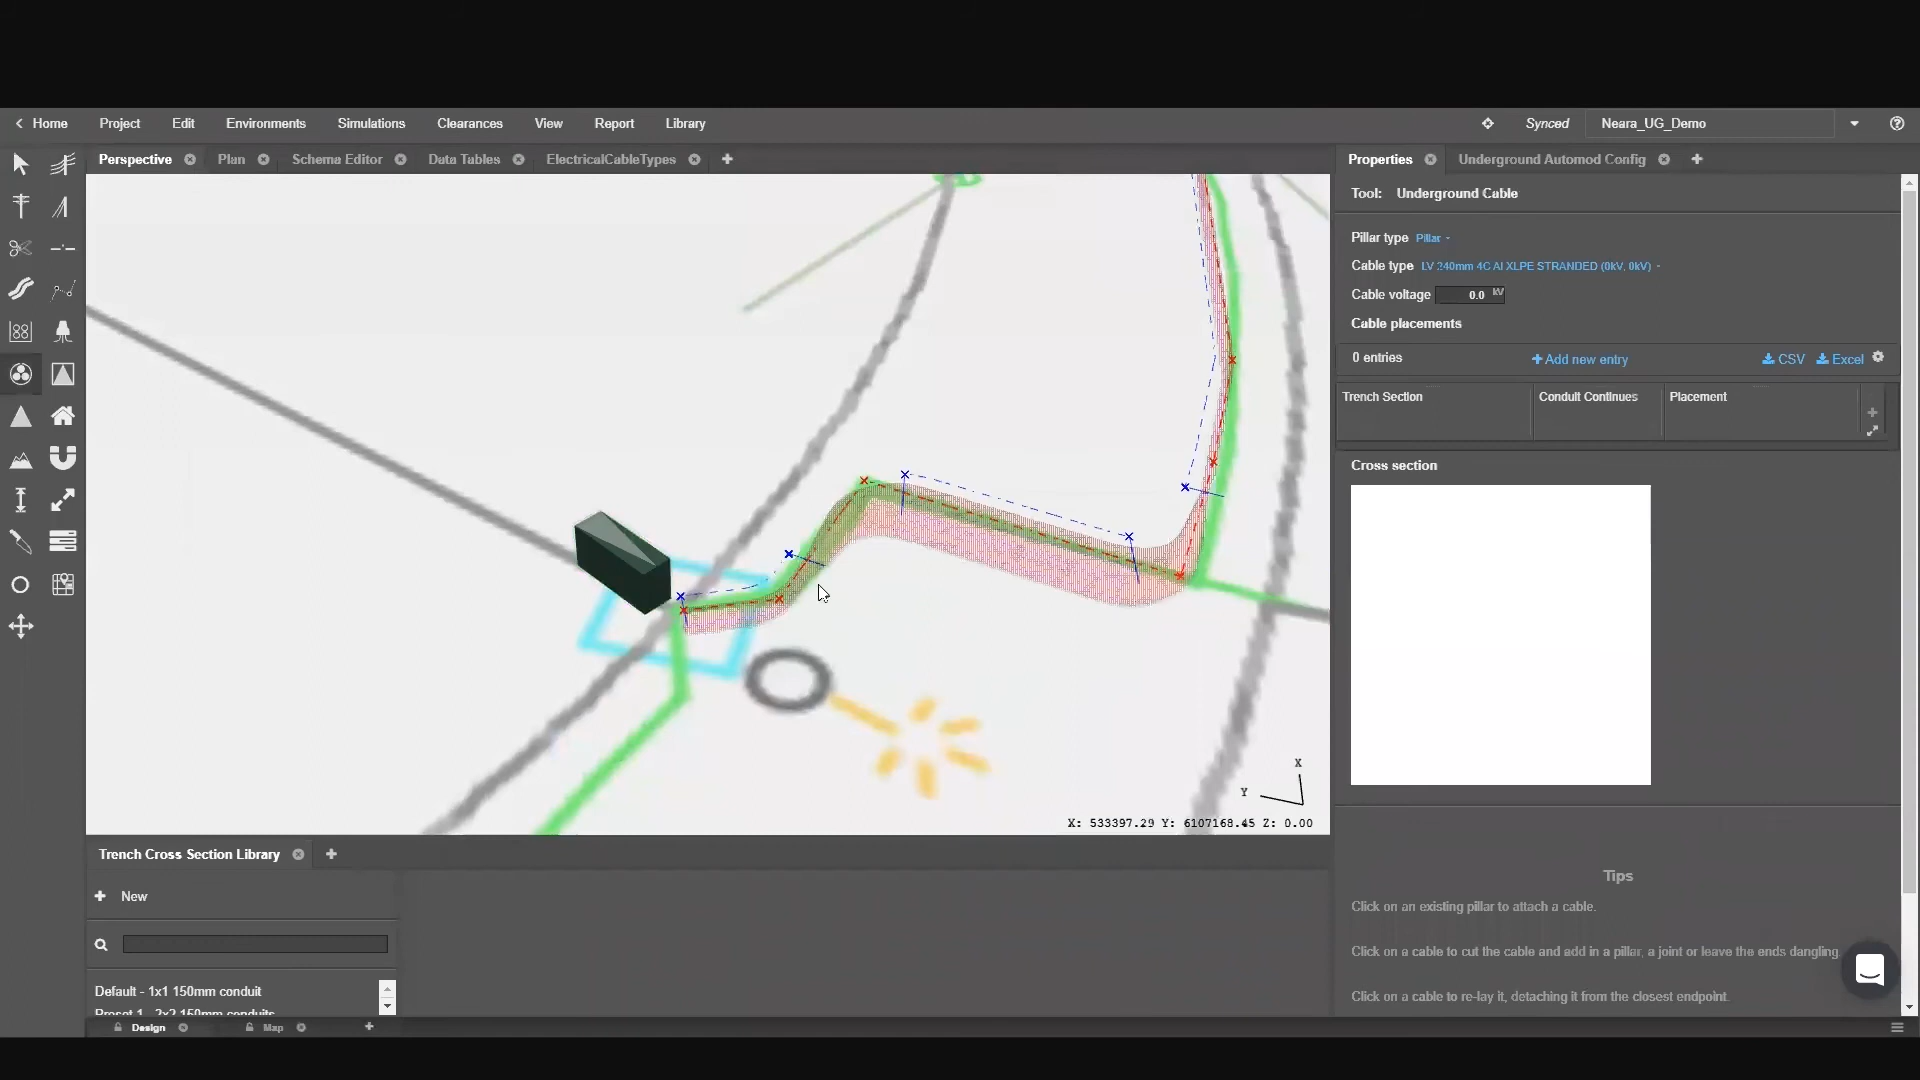 Home Project Edit Environments Simulations Clearances View Report Library Synced Neara_UG_Demo
Perspective Plan Schema Editor Data Tables ElectricalCableTypes
Properties Underground Automod Config
Tool: Underground Cable
Pillar type Pillar
Cable type LV 240mm 4C Al XLPE STRANDED (0kV, 0kV)
Cable voltage 0.0 kV
Cable placements
0 entries Add new entry CSV Excel
Trench Section Conduit Continues Placement
Cross section
X
Y
X: 533397.29 Y: 6107168.45 Z: 0.00
Trench Cross Section Library
New
Default - 1x1 150mm conduit
Preset 1 - 2x2 150mm conduits
Design Map
Tips
Click on an existing pillar to attach a cable.
Click on a cable to cut the cable and add in a pillar, a joint or leave the ends dangling.
Click on a cable to re-lay it, detaching it from the closest endpoint.